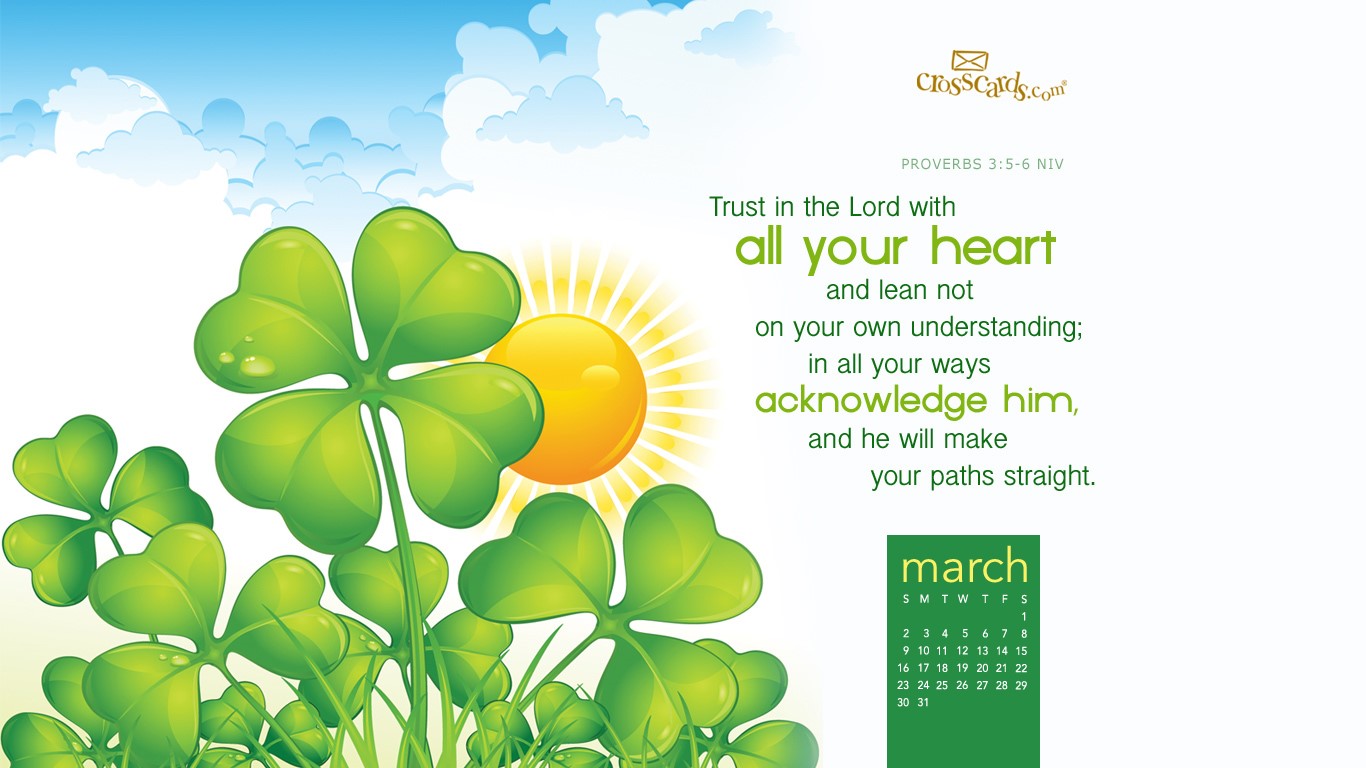 crosscards.com®
PROVERBS 3:5-6 NIV
Trust in the Lord with
all your heart
and lean not
on your own understanding;
in all your ways
acknowledge him,
and he will make
your paths straight.
march
S M T W T F S
1
2 3 4 5 6 7 8
9 10 11 12 13 14 15
16 17 18 19 20 21 22
23 24 25 26 27 28 29
30 31